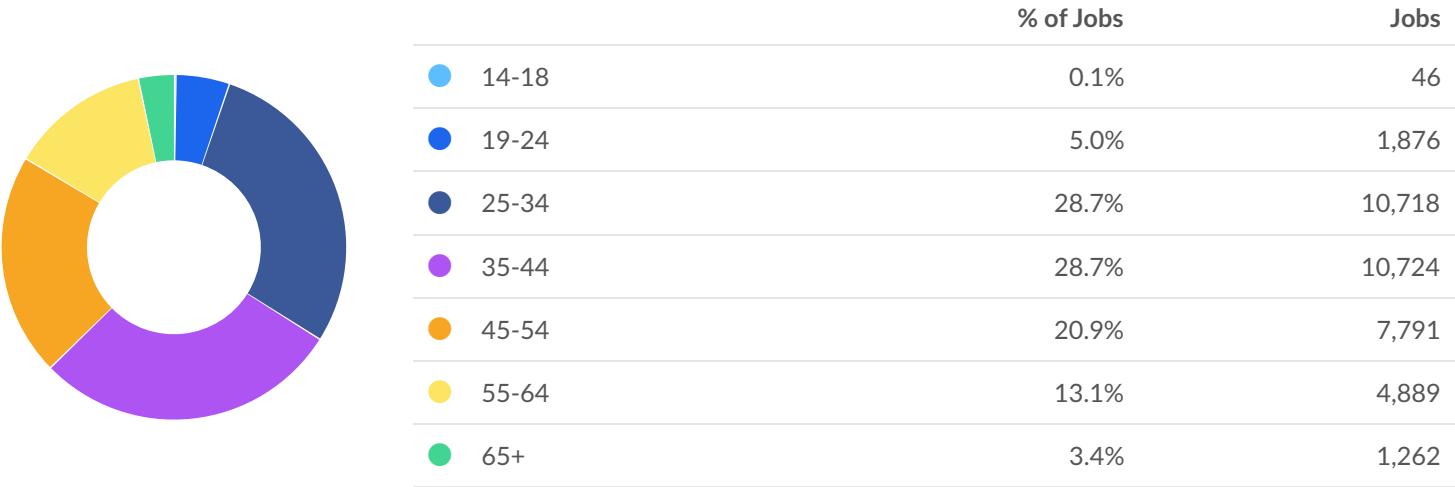 % of Jobs Jobs
14-18 0.1% 46
19-24 5.0% 1,876
25-34 28.7% 10,718
35-44 28.7% 10,724
45-54 20.9% 7,791
55-64 13.1% 4,889
65+ 3.4% 1,262